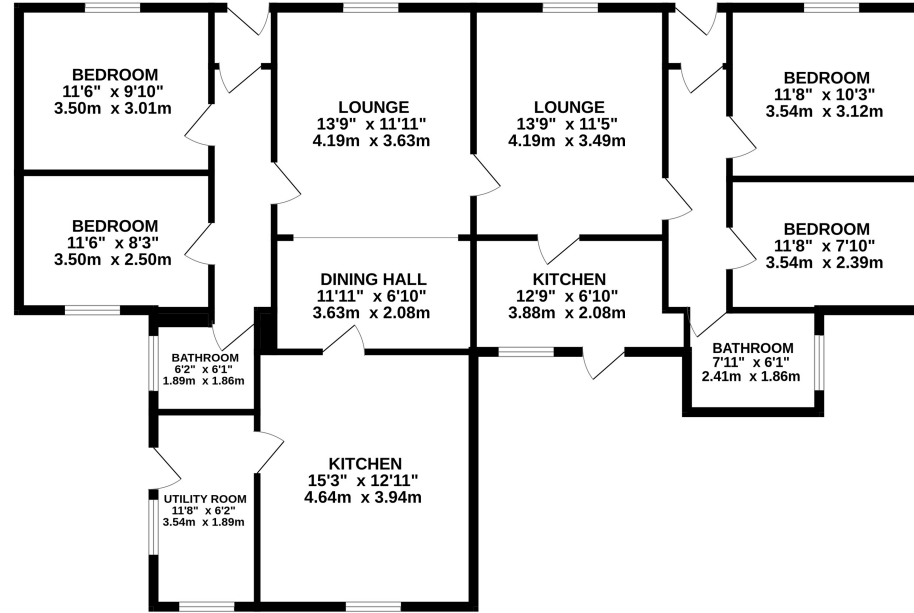 BEDROOM
11'6" x 9'10"
3.50m x 3.01m
LOUNGE
13'9" x 11'11"
4.19m x 3.63m
LOUNGE
13'9" x 11'5"
4.19m x 3.49m
BEDROOM
11'8" x 10'3"
3.54m x 3.12m
BEDROOM
11'6" x 8'3"
3.50m x 2.50m
DINING HALL
11'11" x 6'10"
3.63m x 2.08m
KITCHEN
12'9" x 6'10"
3.88m x 2.08m
BEDROOM
11'8" x 7'10"
3.54m x 2.39m
BATHROOM
6'2" x 6'1"
1.89m x 1.86m
BATHROOM
7'11" x 6'1"
2.41m x 1.86m
KITCHEN
15'3" x 12'11"
4.64m x 3.94m
UTILITY ROOM
11'8" x 6'2"
3.54m x 1.89m